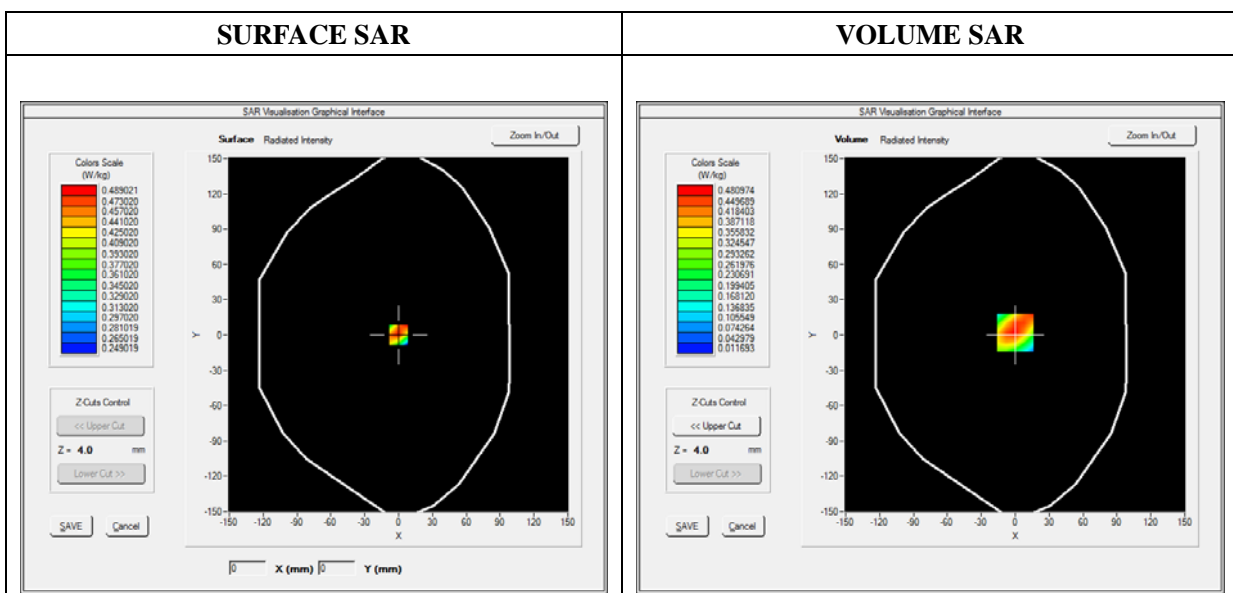 SURFACE SAR
VOLUME SAR
SAR Visualisation Graphical Interface
Surface Radiated Intensity
Zoom In/Out
Colors Scale
(W/kg)
0.489021
0.473020
0.457020
0.441020
0.425020
0.409020
0.393020
0.377020
0.361020
0.345020
0.329020
0.313020
0.297020
0.281019
0.265019
0.249019
150
120
90
60
30
0
-30
-60
-90
-120
-150
Y
-150 -120 -90 -60 -30 0 30 60 90 120 150
X
Z-Cuts Control
<< Upper Cut
Z = 4.0 mm
Lower Cut >>
SAVE Cancel
0 X (mm) 0 Y (mm)
SAR Visualisation Graphical Interface
Volume Radiated Intensity
Zoom In/Out
Colors Scale
(W/kg)
0.480974
0.449689
0.418403
0.387118
0.355832
0.324547
0.293262
0.261976
0.230691
0.199405
0.168120
0.136835
0.105549
0.074264
0.042979
0.011693
150
120
90
60
30
0
-30
-60
-90
-120
-150
Y
-150 -120 -90 -60 -30 0 30 60 90 120 150
X
Z-Cuts Control
<< Upper Cut
Z = 4.0 mm
Lower Cut >>
SAVE Cancel